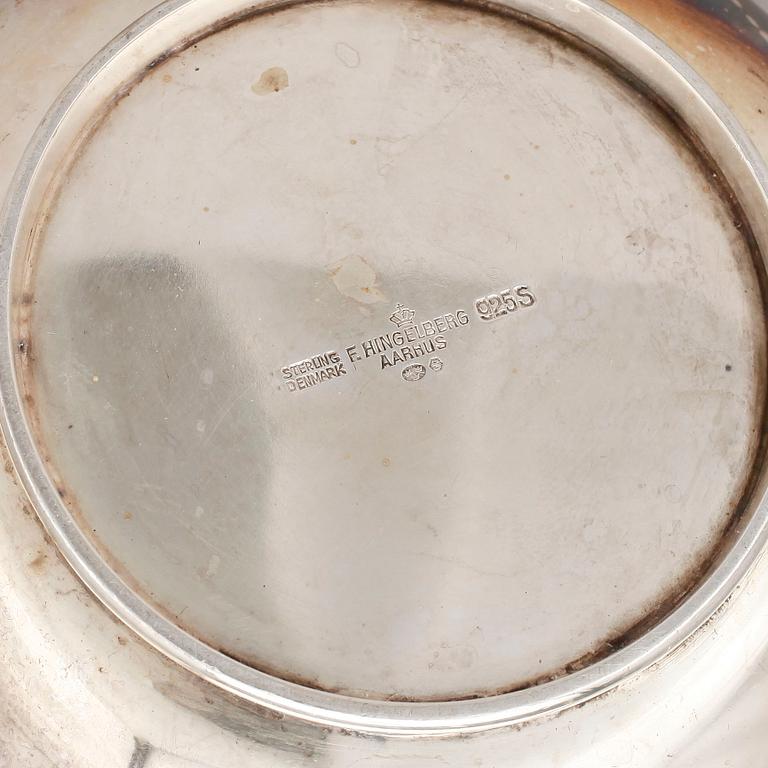 STERLING
DENMARK
F. HINGELBERG
AARHUS
925S